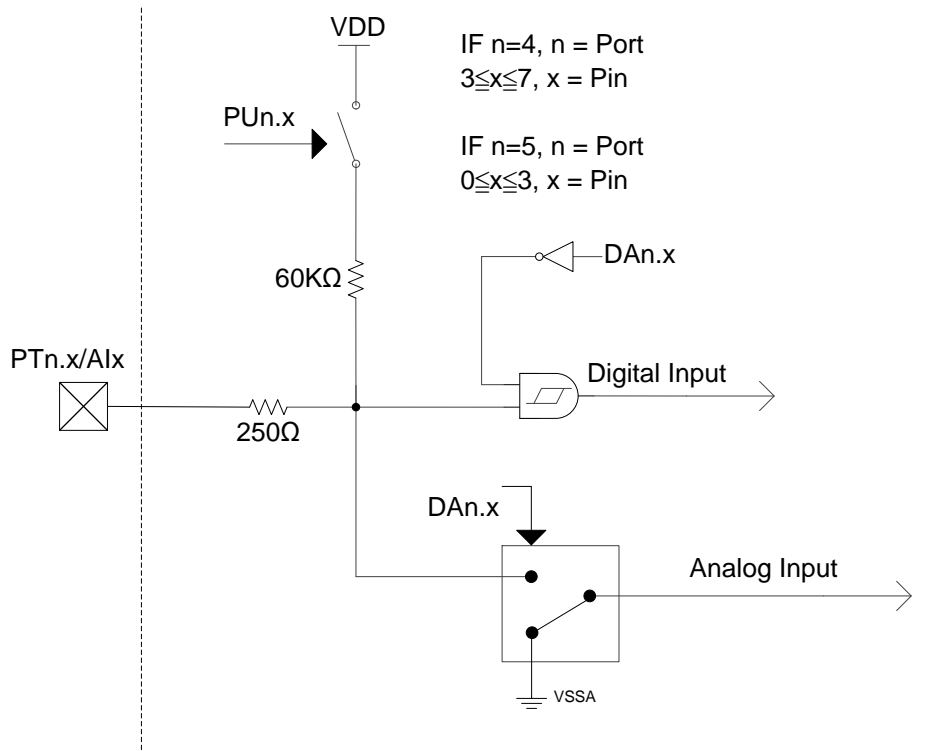 VDD
IF n=4, n = Port
3≦x≦7, x = Pin
PUn.x
IF n=5, n = Port
0≦x≦3, x = Pin
DAn.x
60KΩ
PTn.x/AIx
Digital Input
250Ω
DAn.x
Analog Input
VSSA